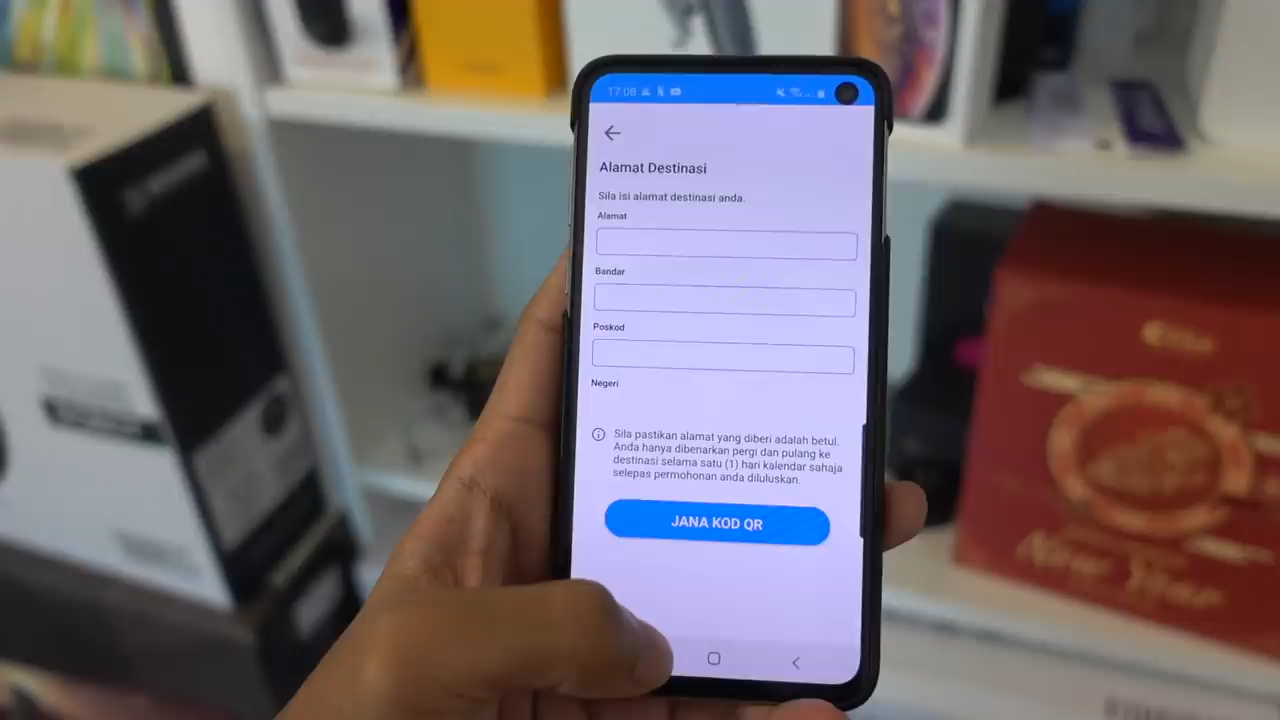 17:08
Alamat Destinasi
Sila isi alamat destinasi anda.
Alamat
Bandar
Poskod
Negeri
Sila pastikan alamat yang diberi adalah betul.
Anda hanya dibenarkan pergi dan pulang ke
destinasi selama satu (1) hari kalendar sahaja
selepas permohonan anda diluluskan.
JANA KOD QR
New Year